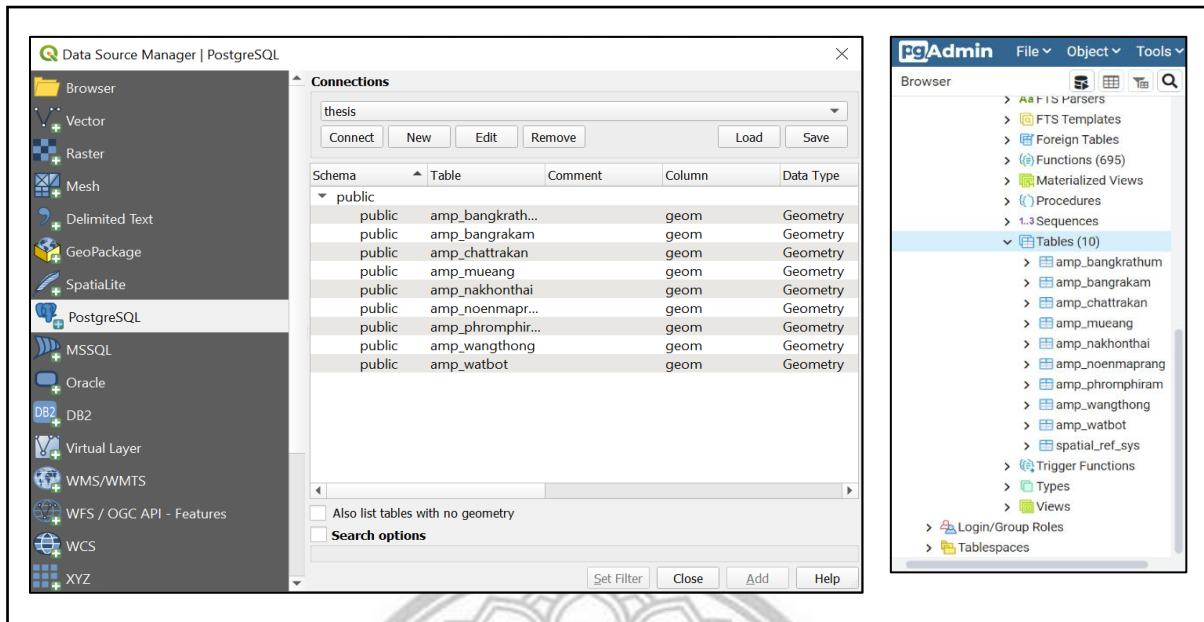 Data Source Manager | PostgreSQL
Browser
Vector
Raster
Mesh
Delimited Text
GeoPackage
SpatiaLite
PostgreSQL
MSSQL
Oracle
DB2 DB2
Virtual Layer
WMS/WMTS
WFS / OGC API - Features
WCS
XYZ
Connections
thesis
Connect New Edit Remove Load Save
Schema Table Comment Column Data Type
public
public amp_bangkrath... geom Geometry
public amp_bangrakam geom Geometry
public amp_chattrakan geom Geometry
public amp_mueang geom Geometry
public amp_nakhonthai geom Geometry
public amp_noenmapr... geom Geometry
public amp_phromphir... geom Geometry
public amp_wangthong geom Geometry
public amp_watbot geom Geometry
Also list tables with no geometry
Search options
Set Filter Close Add Help
pgAdmin File Object Tools
Browser
Aa FTS Parsers
FTS Templates
Foreign Tables
Functions (695)
Materialized Views
Procedures
1..3 Sequences
Tables (10)
amp_bangkrathum
amp_bangrakam
amp_chattrakan
amp_mueang
amp_nakhonthai
amp_noenmaprang
amp_phromphiram
amp_wangthong
amp_watbot
spatial_ref_sys
Trigger Functions
Types
Views
Login/Group Roles
Tablespaces